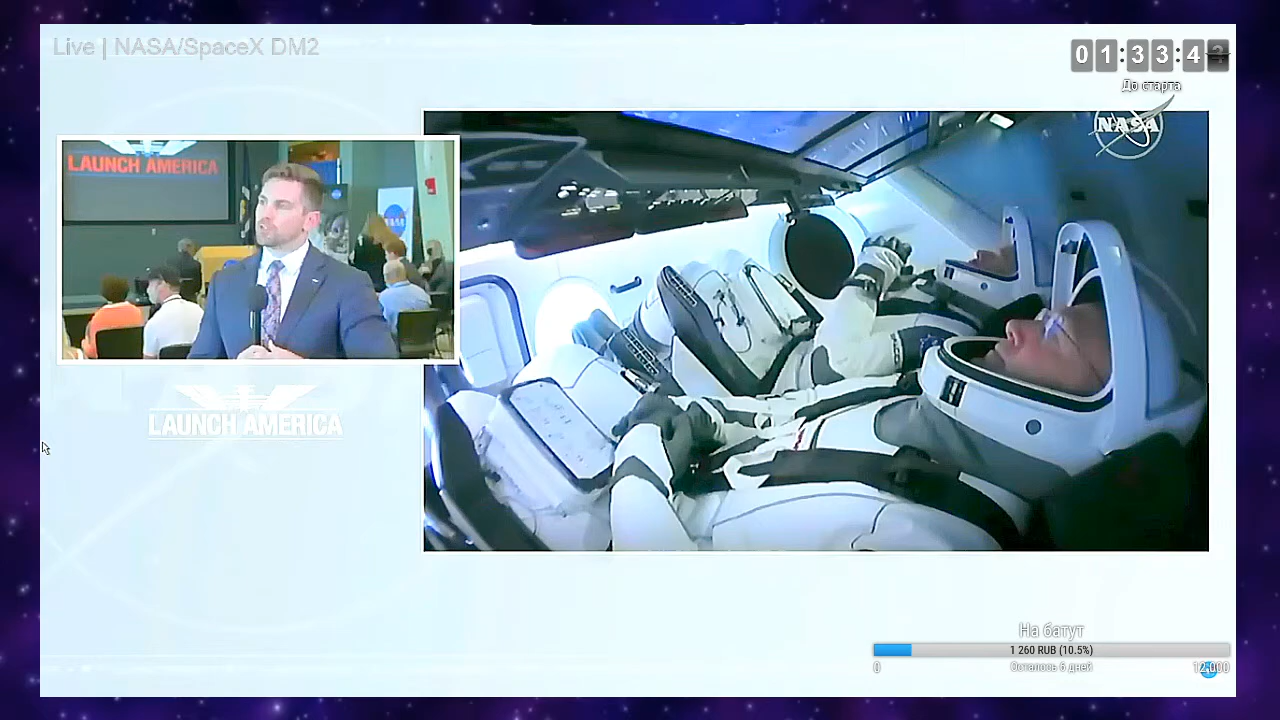 Live | NASA/SpaceX DM2
01:33:4
До старта
NASA
LAUNCH AMERICA
NASA
LAUNCH AMERICA
На батут
1 260 RUB (10.5%)
0
Осталось 6 дней
12 000